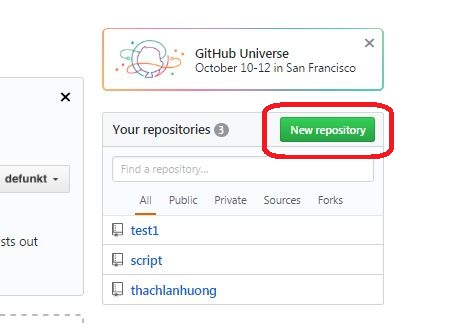 GitHub Universe
October 10-12 in San Francisco
Your repositories 3
New repository
Find a repository...
defunkt
All Public Private Sources Forks
test1
sts out
script
thachlanhuong